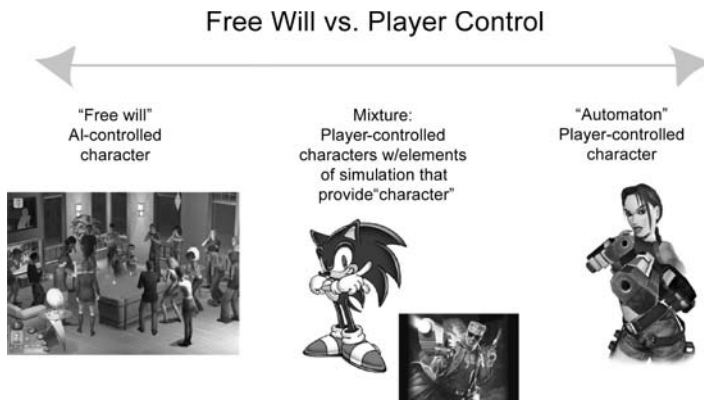 Free Will vs. Player Control
“Free will”
AI-controlled
character
Mixture:
Player-controlled
characters w/elements
of simulation that
provide“character”
“Automaton”
Player-controlled
character